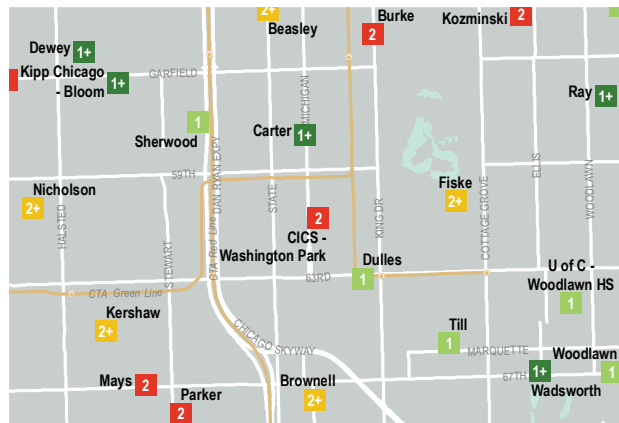 2+
Beasley
2
Burke
Kozminski
2
Dewey
1+
Kipp Chicago
- Bloom
1+
GARFIELD
MICHIGAN
Ray
1+
1
Sherwood
Carter
1+
DAN RYAN EXPY
59TH
ELLIS
WOODLAWN
Nicholson
2+
HALSTED
STEWART
STATE
KING DR
COTTAGE GROVE
Fiske
2+
2
CICS -
Washington Park
CTA Red Line
Dulles
1
63RD
U of C -
Woodlawn HS
1
CTA Green Line
Kershaw
2+
CHICAGO SKYWAY
Till
1
MARQUETTE
Woodlawn
1
Mays
2
Parker
2
Brownell
2+
67TH
1+
Wadsworth